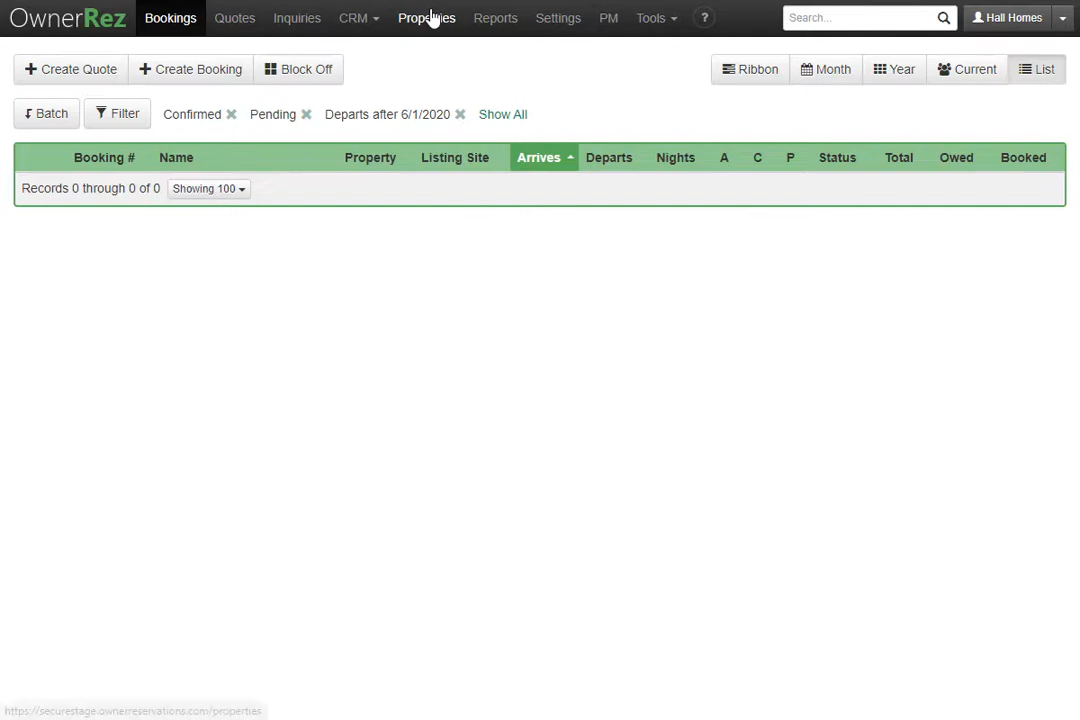 OwnerRez Bookings Quotes Inquiries CRM Properties Reports Settings PM Tools ? Search... Hall Homes
Create Quote Create Booking Block Off Ribbon Month Year Current List
Batch Filter Confirmed Pending Departs after 6/1/2020 Show All
Booking # Name Property Listing Site Arrives Departs Nights A C P Status Total Owed Booked
Records 0 through 0 of 0 Showing 100
https://securestage.ownerreservations.com/properties